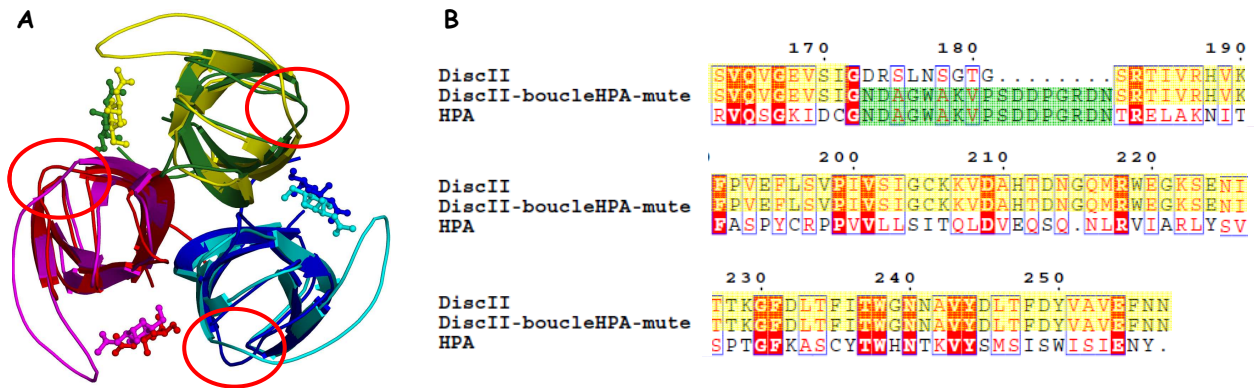 A
B
170 180 190
DiscII SVQVGEVSIGDRSLNSGTG........SRTIVRHVK
DiscII-boucleHPA-mute SVQVGEVSIGNDAGWAKVPSDDPGRDNSRTIVRHVK
HPA RVQSGKIDCGNDAGWAKVPSDDPGRDNTRELAKNIT
0 200 210 220
DiscII FPVEFLSVPIVSIGCKKVDAHTDNGQMRWEGKSENI
DiscII-boucleHPA-mute FPVEFLSVPIVSIGCKKVDAHTDNGQMRWEGKSENI
HPA FASPYCRPPVVLLSITQLDVEQSQ.NLRVIARLYSV
230 240 250
DiscII TTKGFDLTFITWGNNAVYDLTFDYVAVEFNN
DiscII-boucleHPA-mute TTKGFDLTFITWGNNAVYDLTFDYVAVEFNN
HPA SPTGFKASCYTWHNTKVYSMSISWISIENY.